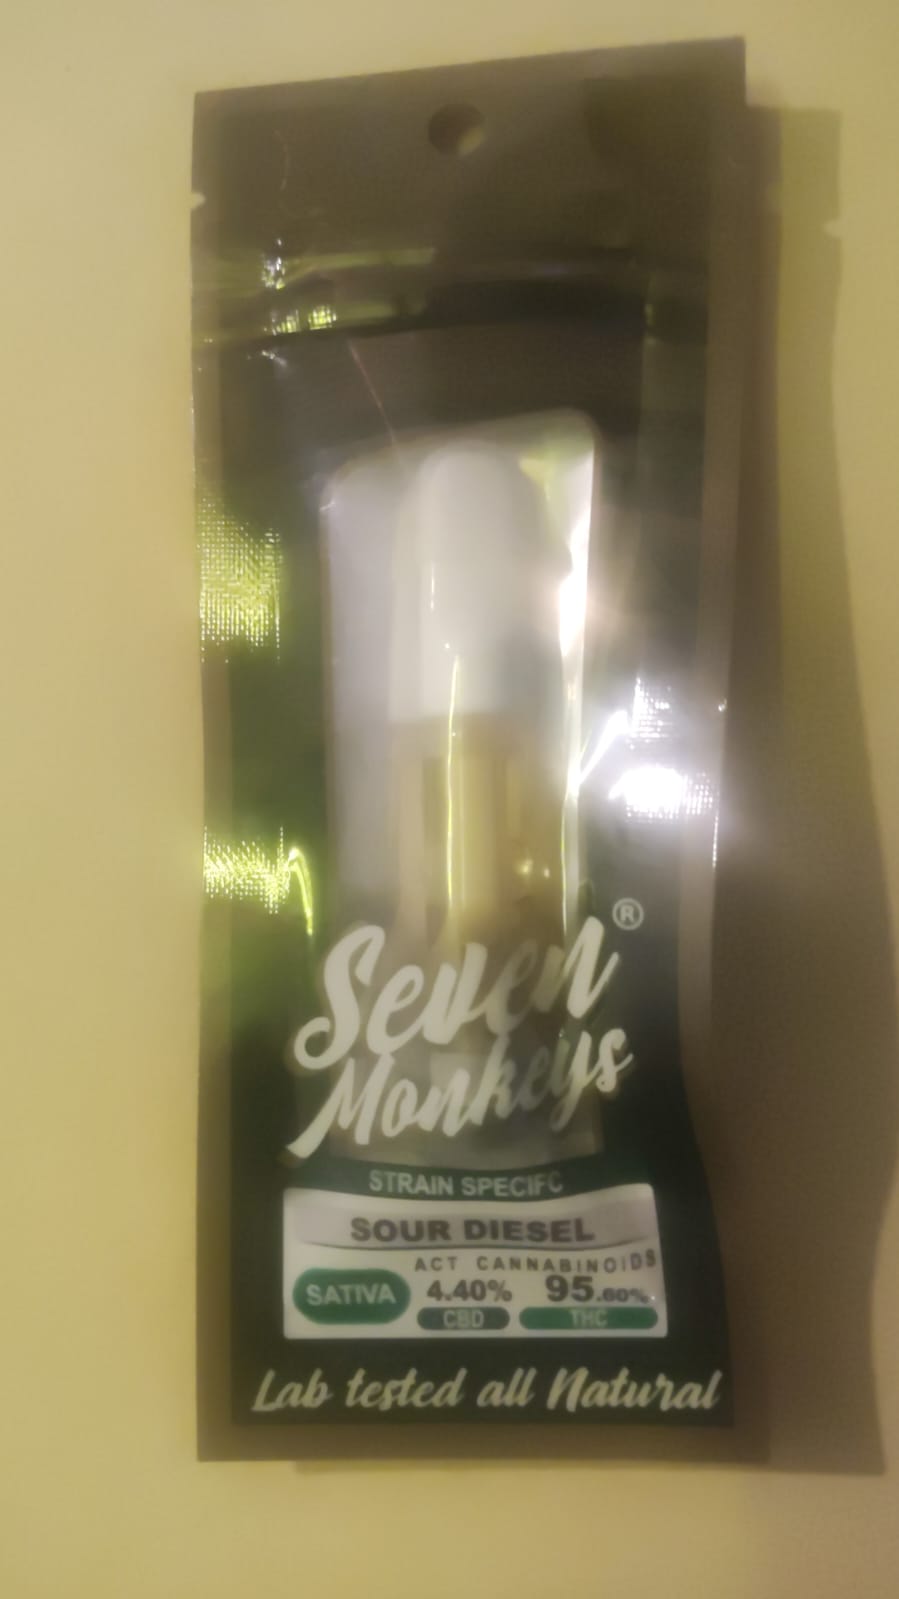 Seven ®
Monkeys
STRAIN SPECIFC
SOUR DIESEL
ACT CANNABINOIDS
SATIVA 4.40% 95.60%
CBD THC
Lab tested all Natural